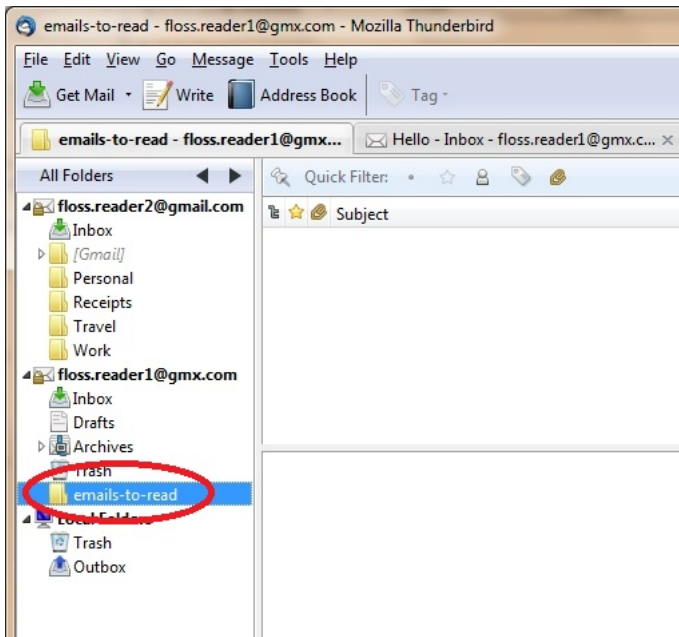 emails-to-read - floss.reader1@gmx.com - Mozilla Thunderbird
File Edit View Go Message Tools Help
Get Mail Write Address Book Tag
emails-to-read - floss.reader1@gmx... Hello - Inbox - floss.reader1@gmx.c...
All Folders Quick Filter:
Subject
floss.reader2@gmail.com
Inbox
[Gmail]
Personal
Receipts
Travel
Work
floss.reader1@gmx.com
Inbox
Drafts
Archives
Trash
emails-to-read
Local Folders
Trash
Outbox